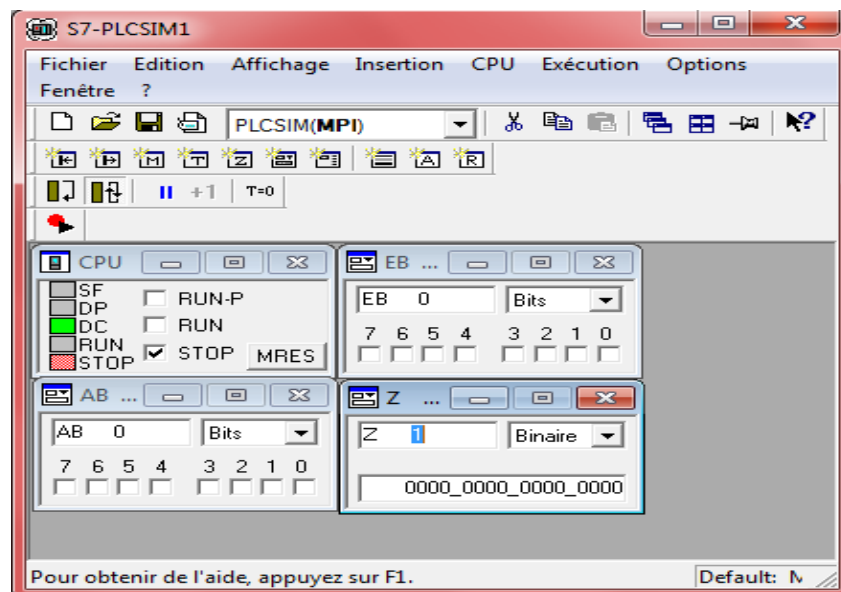 S7-PLCSIM1
Fichier Edition Affichage Insertion CPU Exécution Options
Fenêtre ?
PLCSIM(MPI)
+1 T=0
CPU
SF
DP
DC
RUN
STOP
RUN-P
RUN
STOP
MRES
EB ...
EB 0 Bits
7 6 5 4 3 2 1 0
AB ...
AB 0 Bits
7 6 5 4 3 2 1 0
Z ...
Z 1 Binaire
0000_0000_0000_0000
Pour obtenir de l'aide, appuyez sur F1.
Default: